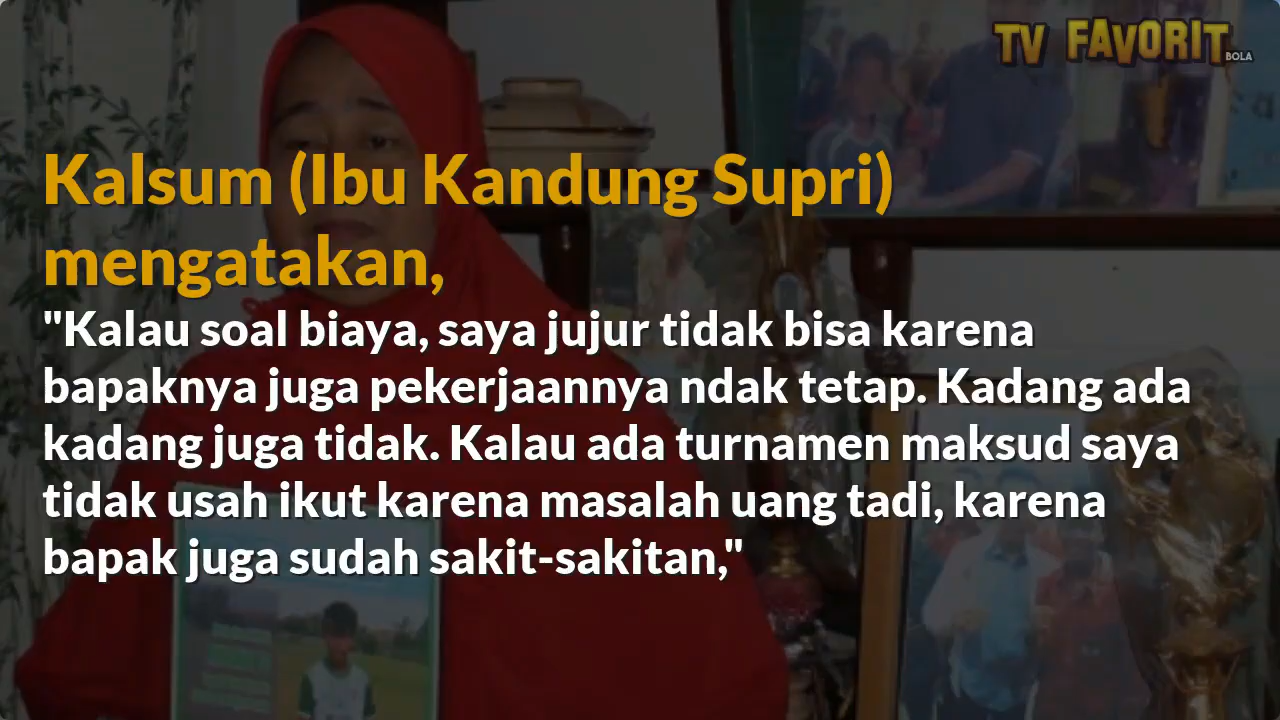 TV FAVORIT
BOLA
Kalsum (Ibu Kandung Supri)
mengatakan,
"Kalau soal biaya, saya jujur tidak bisa karena
bapaknya juga pekerjaannya ndak tetap. Kadang ada
kadang juga tidak. Kalau ada turnamen maksud saya
tidak usah ikut karena masalah uang tadi, karena
bapak juga sudah sakit-sakitan,"